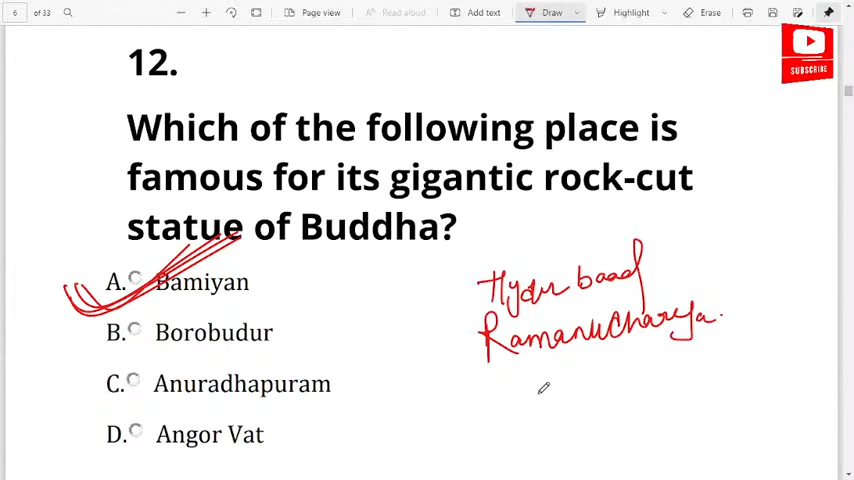 6 of 33 Page view Read aloud Add text Draw Highlight Erase
SUBSCRIBE
12.
Which of the following place is
famous for its gigantic rock-cut
statue of Buddha?
A. Bamiyan
B. Borobudur
C. Anuradhapuram
D. Angor Vat
Hyderbaad
Ramanucharya.